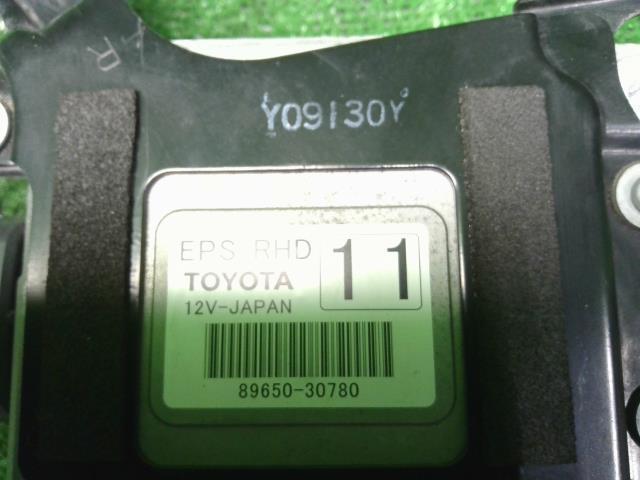 Y09130Y
EPS RHD
11
TOYOTA
12V-JAPAN
89650-30780